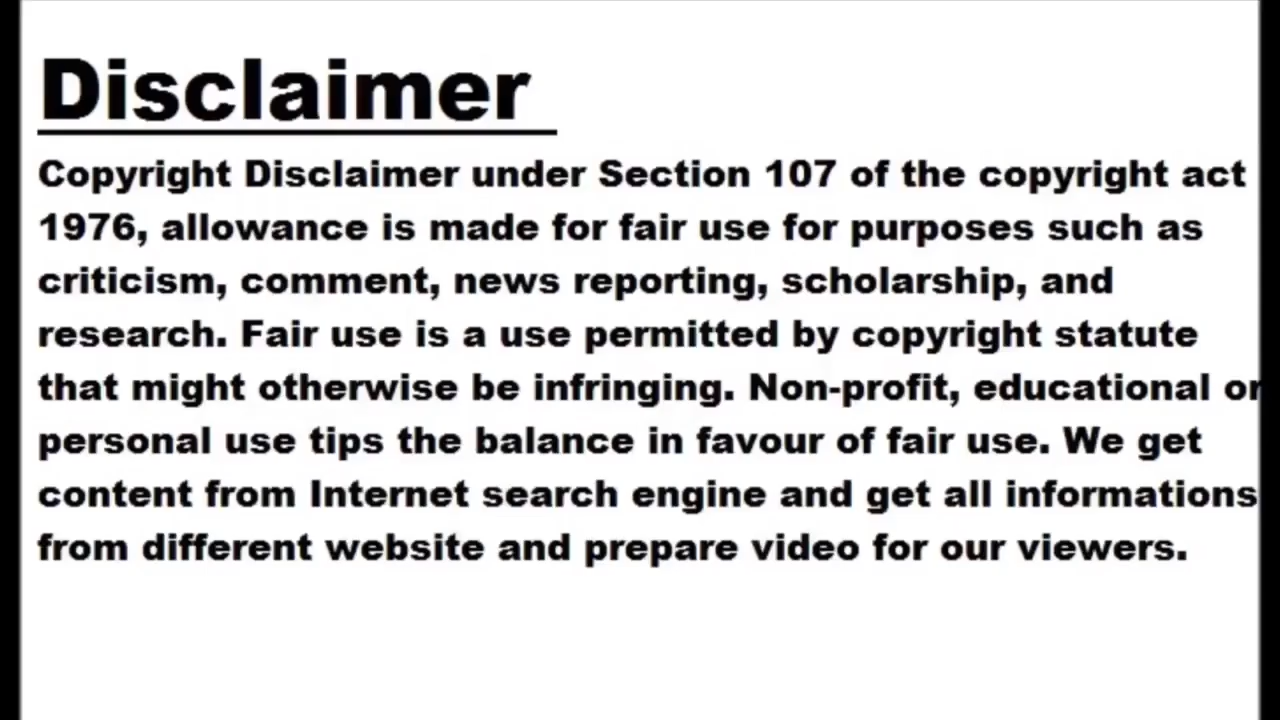 Disclaimer
Copyright Disclaimer under Section 107 of the copyright act
1976, allowance is made for fair use for purposes such as
criticism, comment, news reporting, scholarship, and
research. Fair use is a use permitted by copyright statute
that might otherwise be infringing. Non-profit, educational or
personal use tips the balance in favour of fair use. We get
content from Internet search engine and get all informations
from different website and prepare video for our viewers.